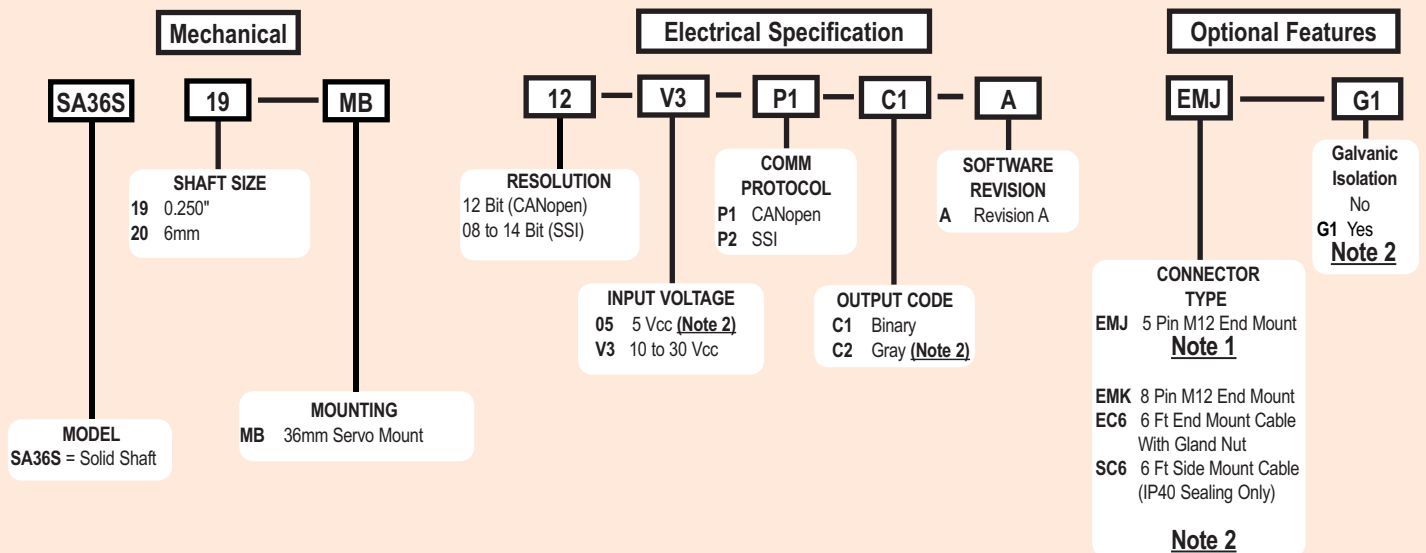 Mechanical
Electrical Specification
Optional Features
SA36S
19
MB
12
V3
P1
C1
A
EMJ
G1
SHAFT SIZE
19 0.250"
20 6mm
RESOLUTION
12 Bit (CANopen)
08 to 14 Bit (SSI)
COMM
PROTOCOL
P1 CANopen
P2 SSI
SOFTWARE
REVISION
A Revision A
Galvanic
Isolation
No
G1 Yes
Note 2
INPUT VOLTAGE
05 5 Vcc (Note 2)
V3 10 to 30 Vcc
OUTPUT CODE
C1 Binary
C2 Gray (Note 2)
CONNECTOR
TYPE
EMJ 5 Pin M12 End Mount
Note 1
EMK 8 Pin M12 End Mount
EC6 6 Ft End Mount Cable
With Gland Nut
SC6 6 Ft Side Mount Cable
(IP40 Sealing Only)
Note 2
MOUNTING
MB 36mm Servo Mount
MODEL
SA36S = Solid Shaft